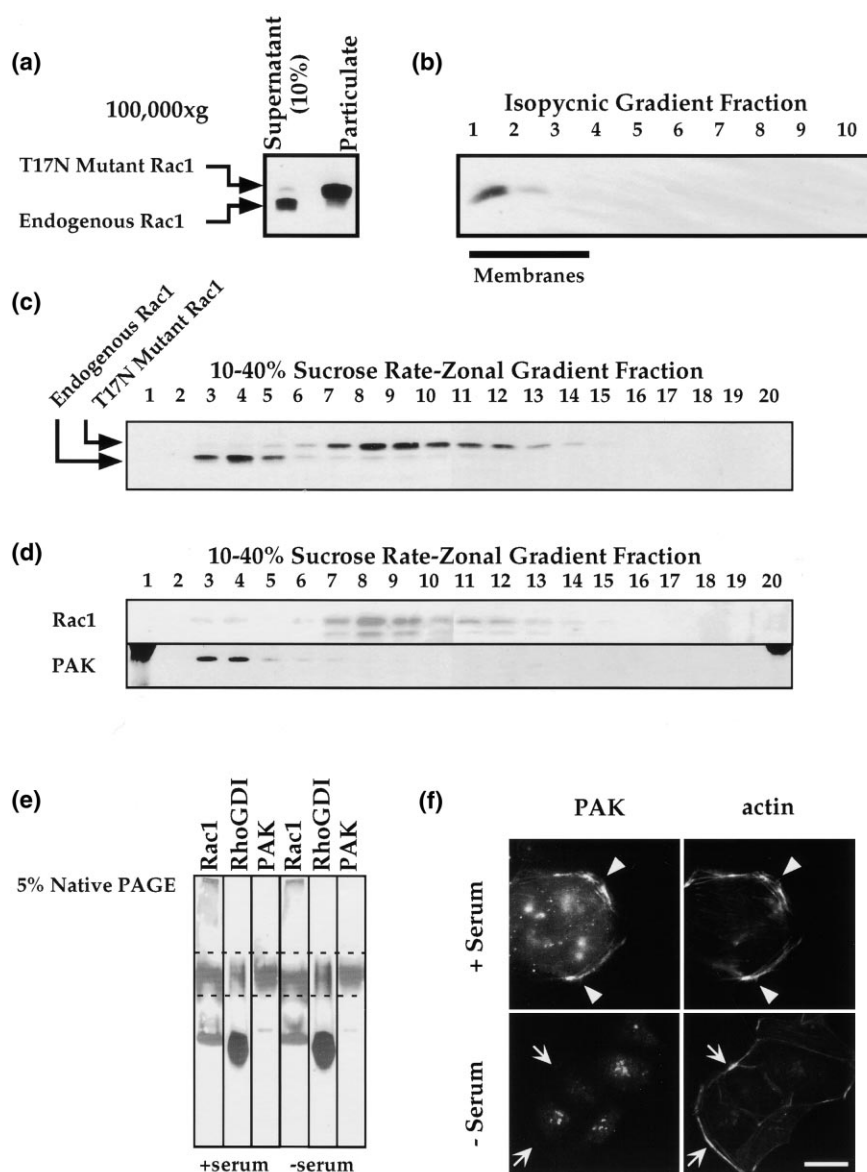 (a)
100,000xg
Supernatant
(10%)
Particulate
T17N Mutant Rac1
Endogenous Rac1
(b)
Isopycnic Gradient Fraction
1 2 3 4 5 6 7 8 9 10
Membranes
(c)
Endogenous Rac1
T17N Mutant Rac1
10-40% Sucrose Rate-Zonal Gradient Fraction
1 2 3 4 5 6 7 8 9 10 11 12 13 14 15 16 17 18 19 20
(d)
10-40% Sucrose Rate-Zonal Gradient Fraction
1 2 3 4 5 6 7 8 9 10 11 12 13 14 15 16 17 18 19 20
Rac1
PAK
(e)
5% Native PAGE
Rac1
RhoGDI
PAK
Rac1
RhoGDI
PAK
+serum
-serum
(f)
PAK
actin
+ Serum
- Serum